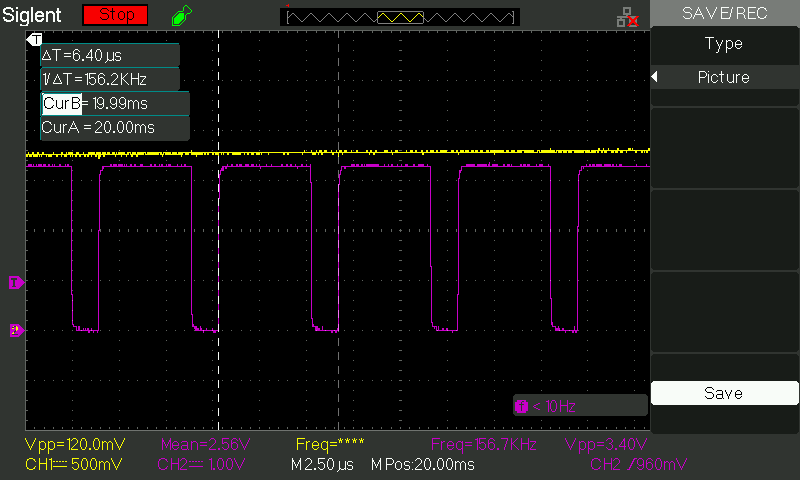 Siglent Stop SAVE/REC
T
Type
ΔT=6.40µs
1/ΔT=156.2KHz
Picture
CurB= 19.99ms
CurA =20.00ms
T
Save
T < 10Hz
Vpp=120.0mV Mean=2.56V Freq=**** Freq=156.7KHz Vpp=3.40V
CH1 500mV CH2 1.00V M 2.50µs M Pos:20.00ms CH2 /960mV